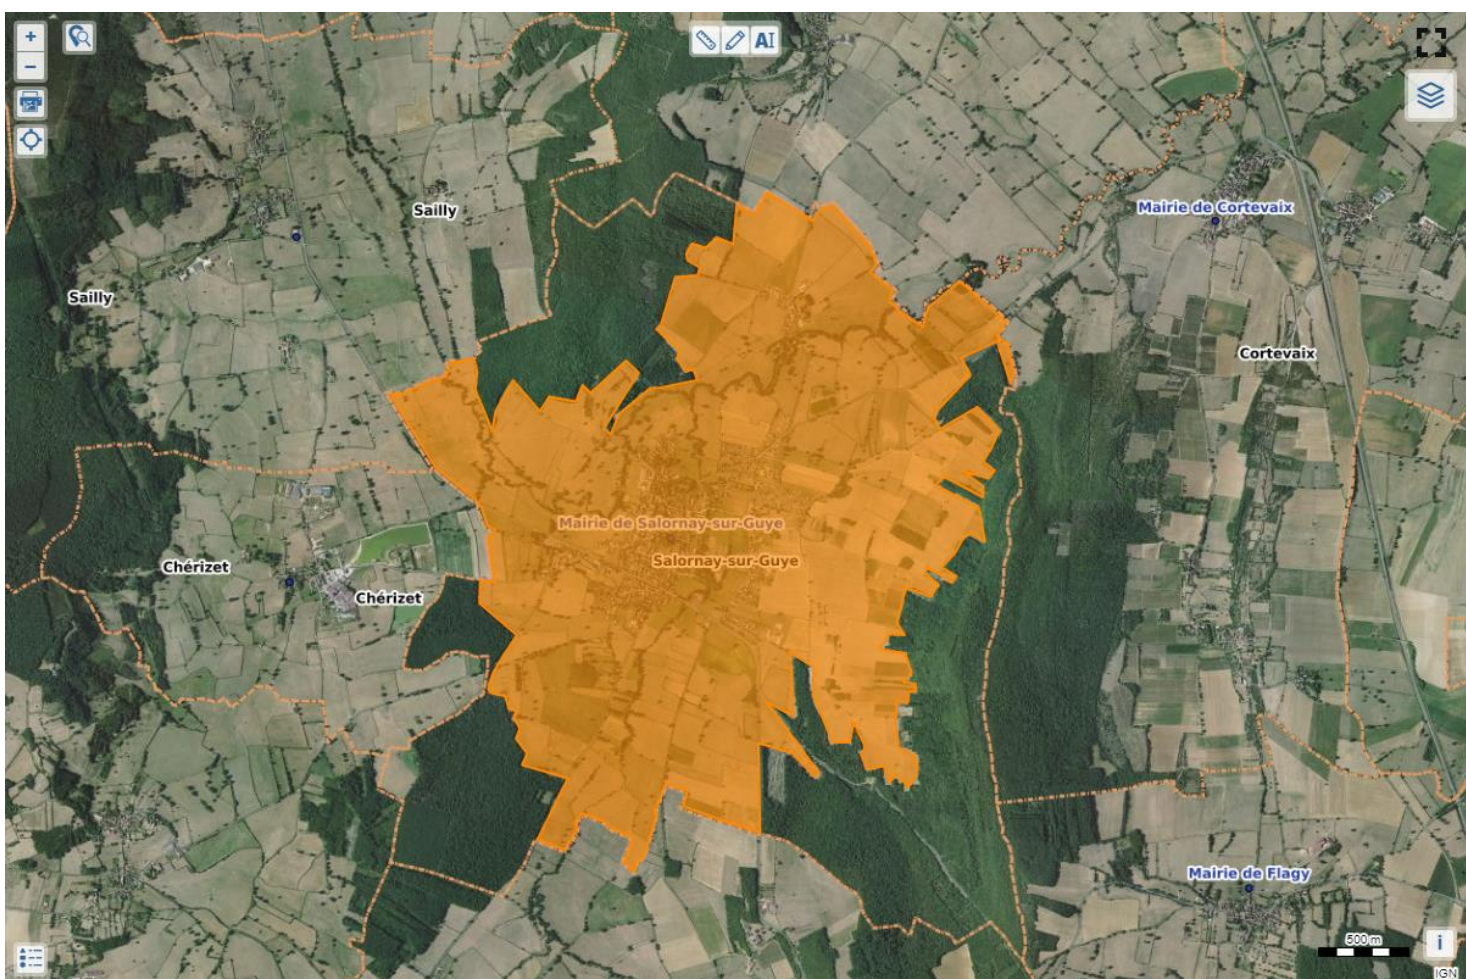 +
AI
−
Mairie de Cortevaix
Sailly
Sailly
Cortevaix
Mairie de Salornay-sur-Guye
Salornay-sur-Guye
Chérizet
Chérizet
Mairie de Flagy
500 m
i
IGN